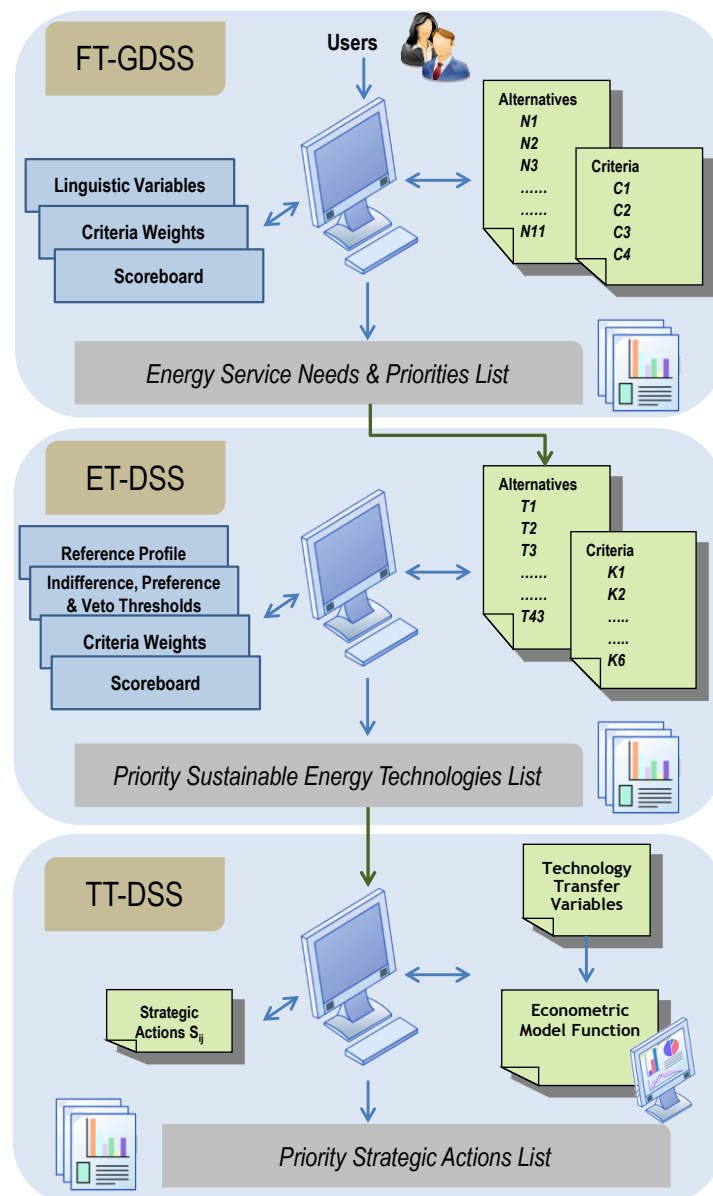 FT-GDSS
Users
Alternatives
N1
N2
N3
......
......
N11
Criteria
C1
C2
C3
C4
Linguistic Variables
Criteria Weights
Scoreboard
Energy Service Needs & Priorities List
ET-DSS
Alternatives
T1
T2
T3
......
......
T43
Criteria
K1
K2
.....
.....
K6
Reference Profile
Indifference, Preference
& Veto Thresholds
Criteria Weights
Scoreboard
Priority Sustainable Energy Technologies List
TT-DSS
Technology
Transfer
Variables
Strategic
Actions Sij
Econometric
Model Function
Priority Strategic Actions List